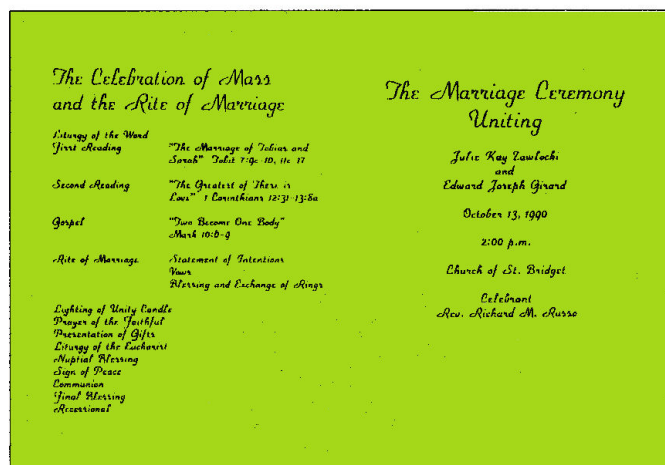 The Celebration of Mass
and the Rite of Marriage
Liturgy of the Word
First Reading "The Marriage of Tobias and
Sarah" Tobit 7:9c-10, 11c-17
Second Reading "The Greatest of These is
Love" 1 Corinthians 12:31-13:8a
Gospel "Two Become One Body"
Mark 10:6-9
Rite of Marriage Statement of Intentions
Vows
Blessing and Exchange of Rings
Lighting of Unity Candle
Prayer of the Faithful
Presentation of Gifts
Liturgy of the Eucharist
Nuptial Blessing
Sign of Peace
Communion
Final Blessing
Recessional
The Marriage Ceremony
Uniting
Julie Kay Zawlocki
and
Edward Joseph Girard
October 13, 1990
2:00 p.m.
Church of St. Bridget
Celebrant
Rev. Richard M. Russo